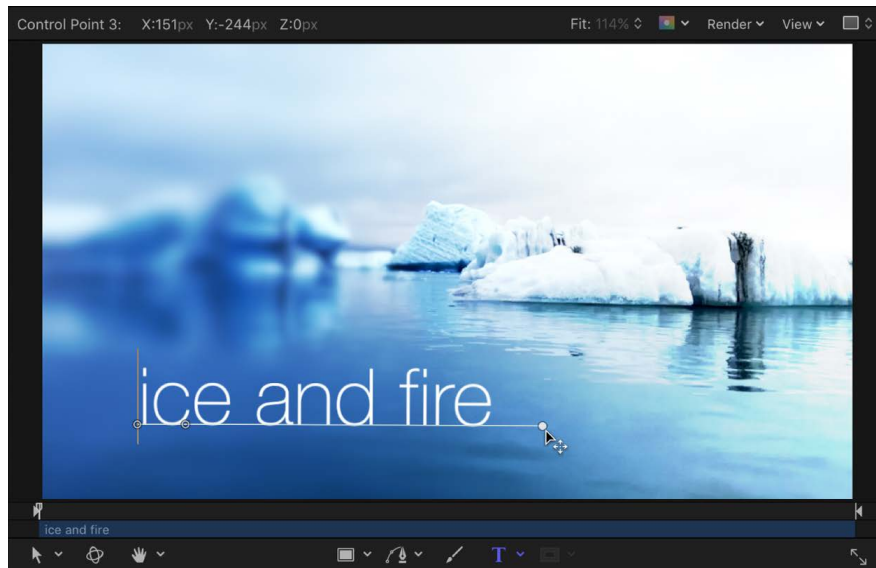 Control Point 3: X:151px Y:-244px Z:0px Fit: 114% Render View
ice and fire
ice and fire
T